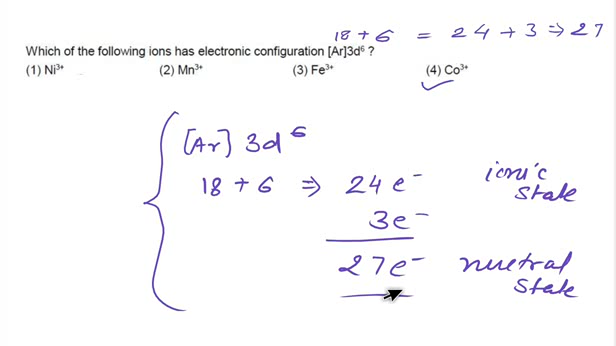 18 + 6 = 24 + 3 ⇒ 27
Which of the following ions has electronic configuration [Ar]3d⁶ ?
(1) Ni³⁺ (2) Mn³⁺ (3) Fe³⁺ (4) Co³⁺
[Ar] 3d⁶
18 + 6 ⇒ 24e⁻ ionic state
3e⁻
27e⁻ nuetral state